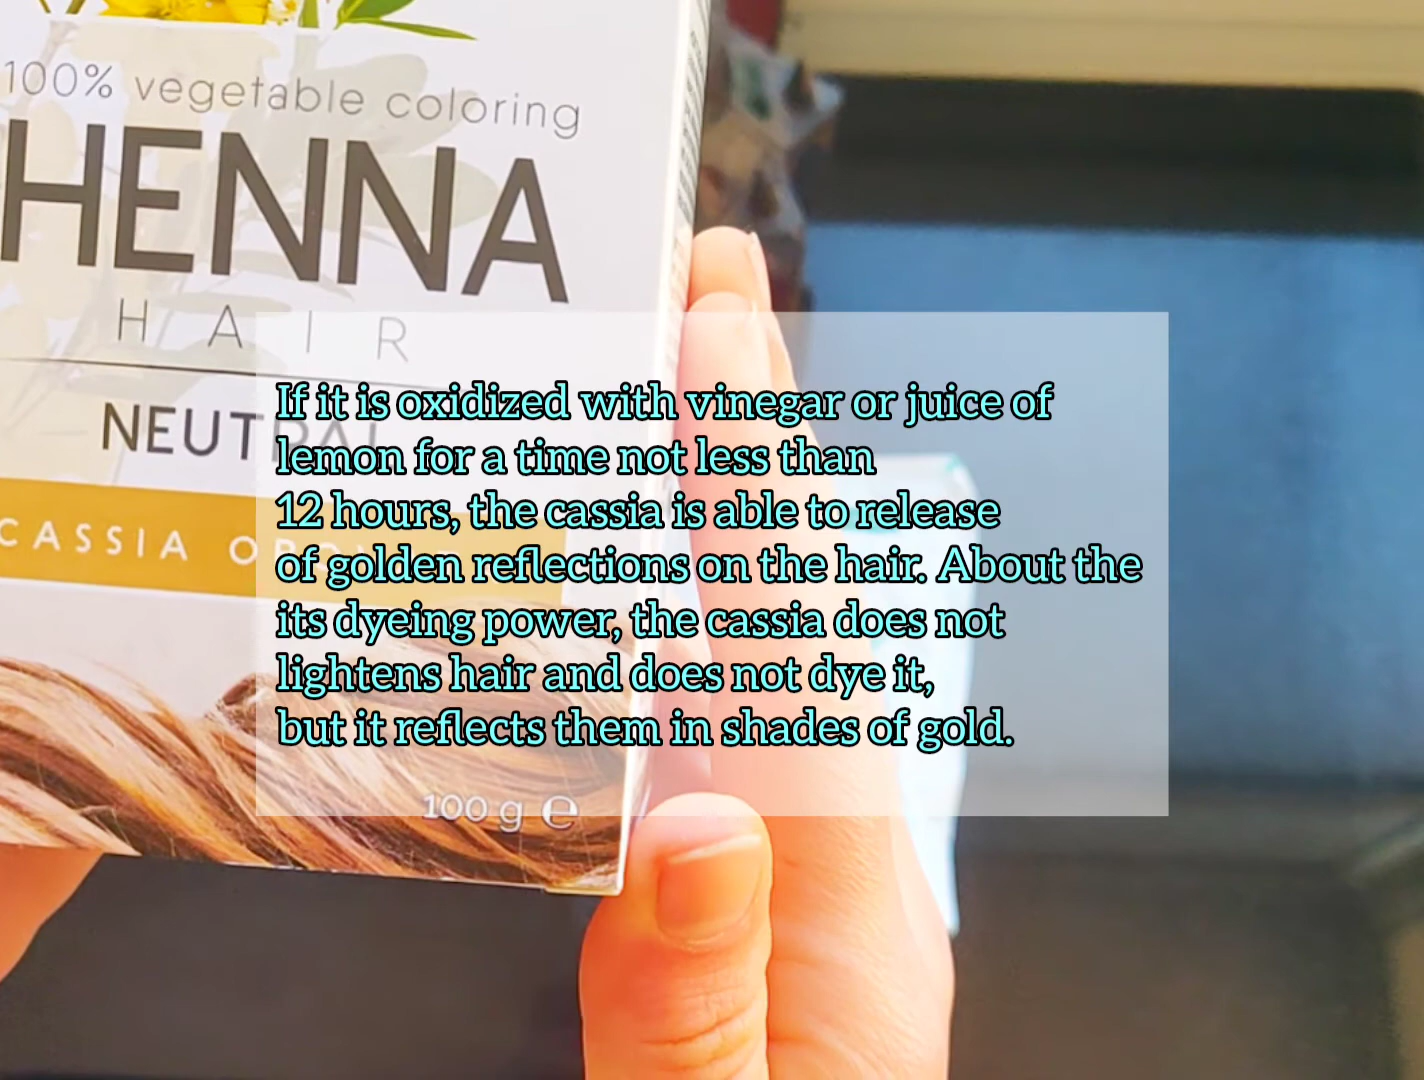 100% vegetable coloring
HENNA
HAIR
NEUTRAL
CASSIA
If it is oxidized with vinegar or juice of
lemon for a time not less than
12 hours, the cassia is able to release
of golden reflections on the hair. About the
its dyeing power, the cassia does not
lightens hair and does not dye it,
but it reflects them in shades of gold.
100 g e